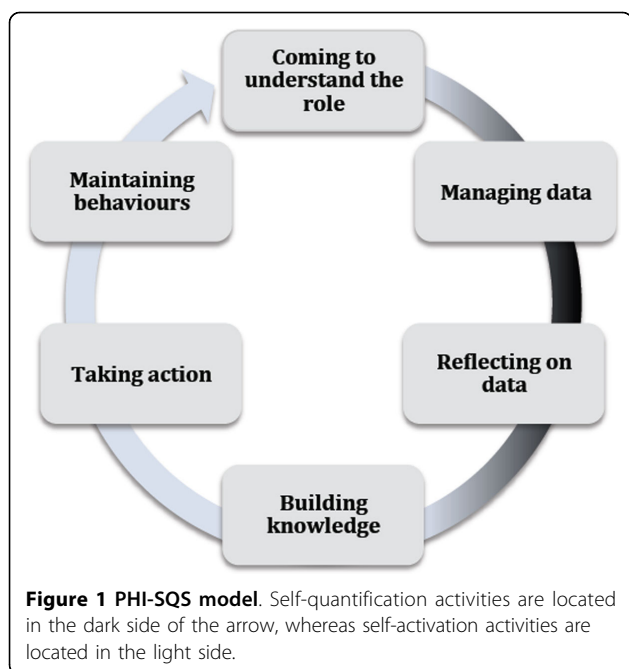 Coming to
understand the
role
Maintaining
behaviours
Managing data
Taking action
Reflecting on
data
Building
knowledge
Figure 1 PHI-SQS model. Self-quantification activities are located
in the dark side of the arrow, whereas self-activation activities are
located in the light side.